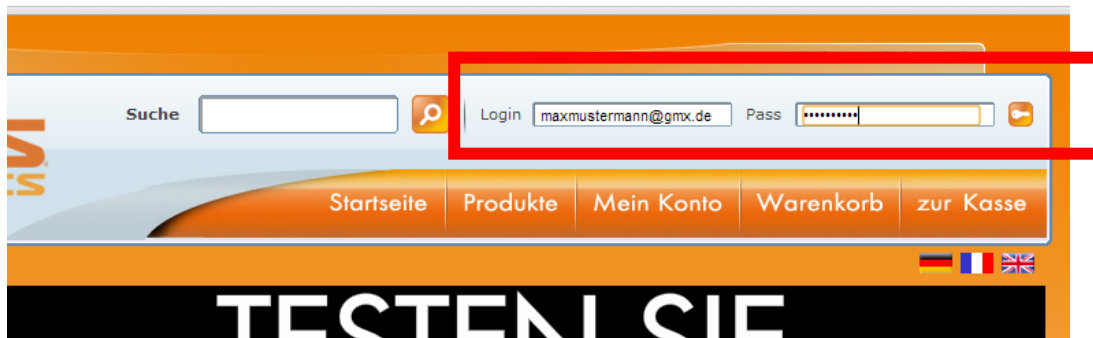 Suche Login maxmustermann@gmx.de Pass ••••••••••
Startseite Produkte Mein Konto Warenkorb zur Kasse
TESTEN SIE